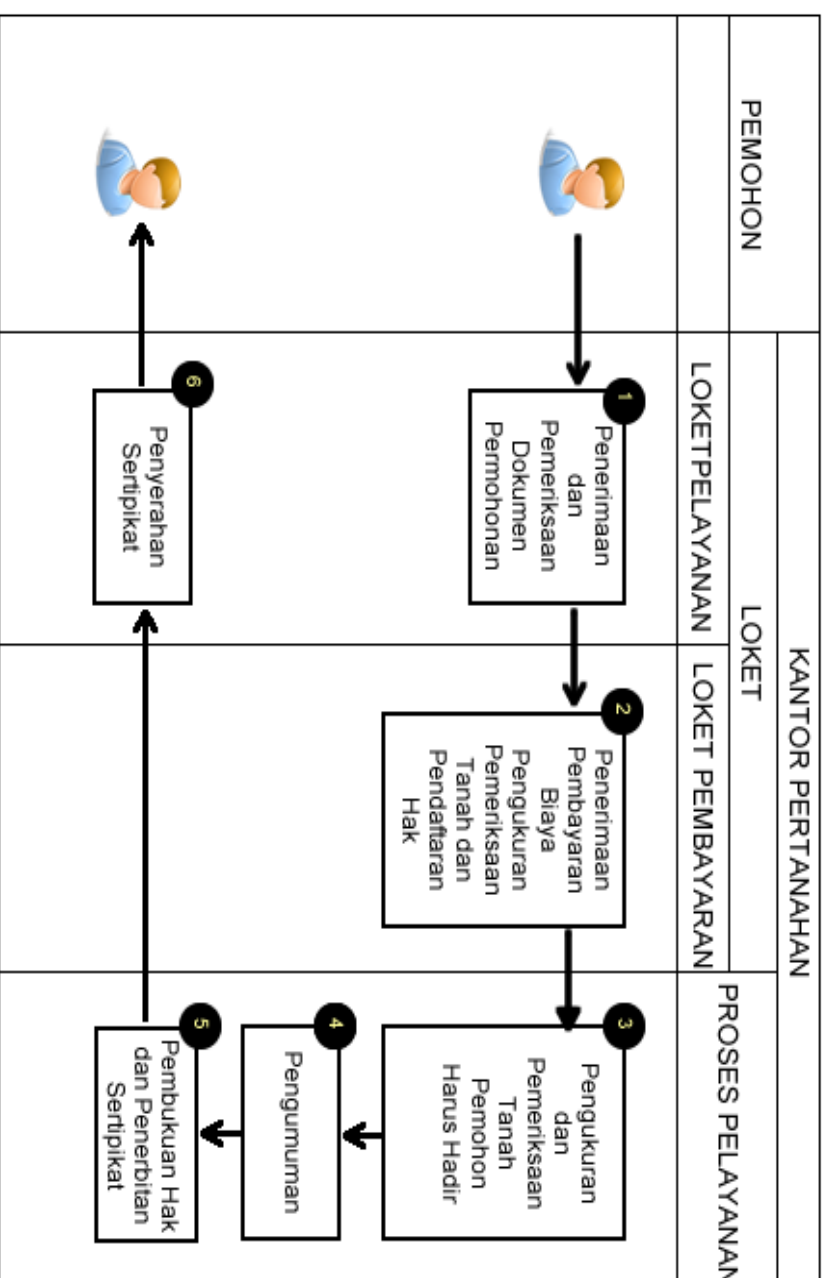 PEMOHON
KANTOR PERTANAHAN
LOKET
PROSES PELAYANAN
LOKETPELAYANAN
LOKET PEMBAYARAN
1
Penerimaan
dan
Pemeriksaan
Dokumen
Permohonan
2
Penerimaan
Pembayaran
Biaya
Pengukuran
Pemeriksaan
Tanah dan
Pendaftaran
Hak
3
Pengukuran
dan
Pemeriksaan
Tanah
Pemohon
Harus Hadir
4
Pengumuman
5
Pembukuan Hak
dan Penerbitan
Sertipikat
6
Penyerahan
Sertipikat